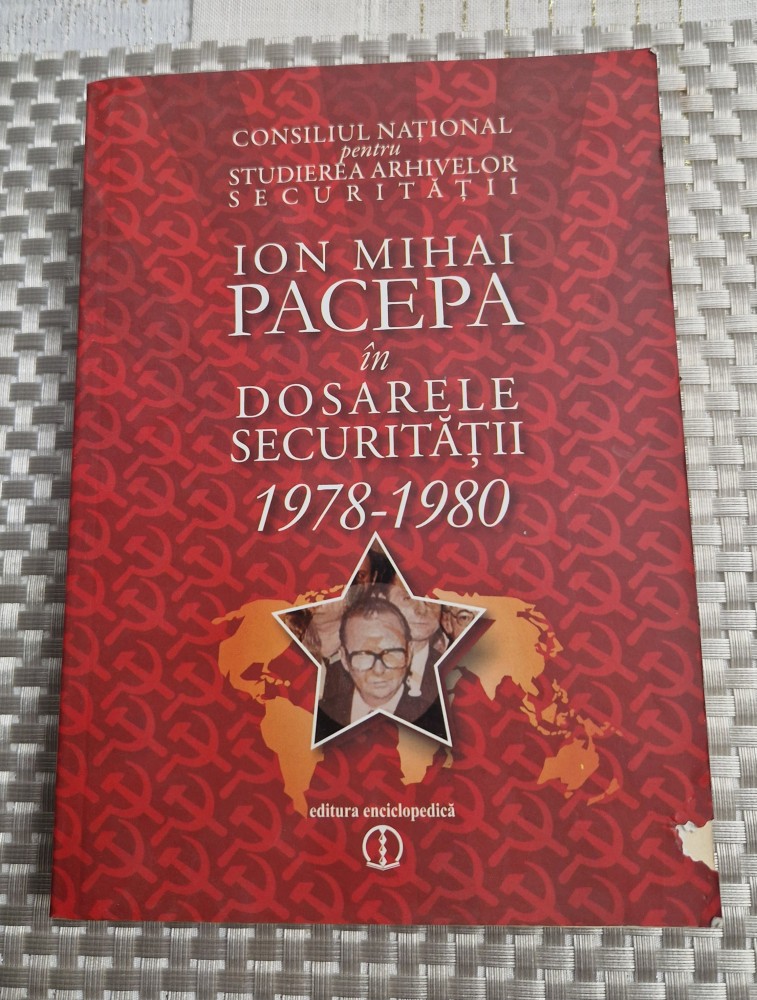 CONSILIUL NAȚIONAL
pentru
STUDIEREA ARHIVELOR
SECURITĂȚII
ION MIHAI
PACEPA
în
DOSARELE
SECURITĂȚII
1978-1980
editura enciclopedică